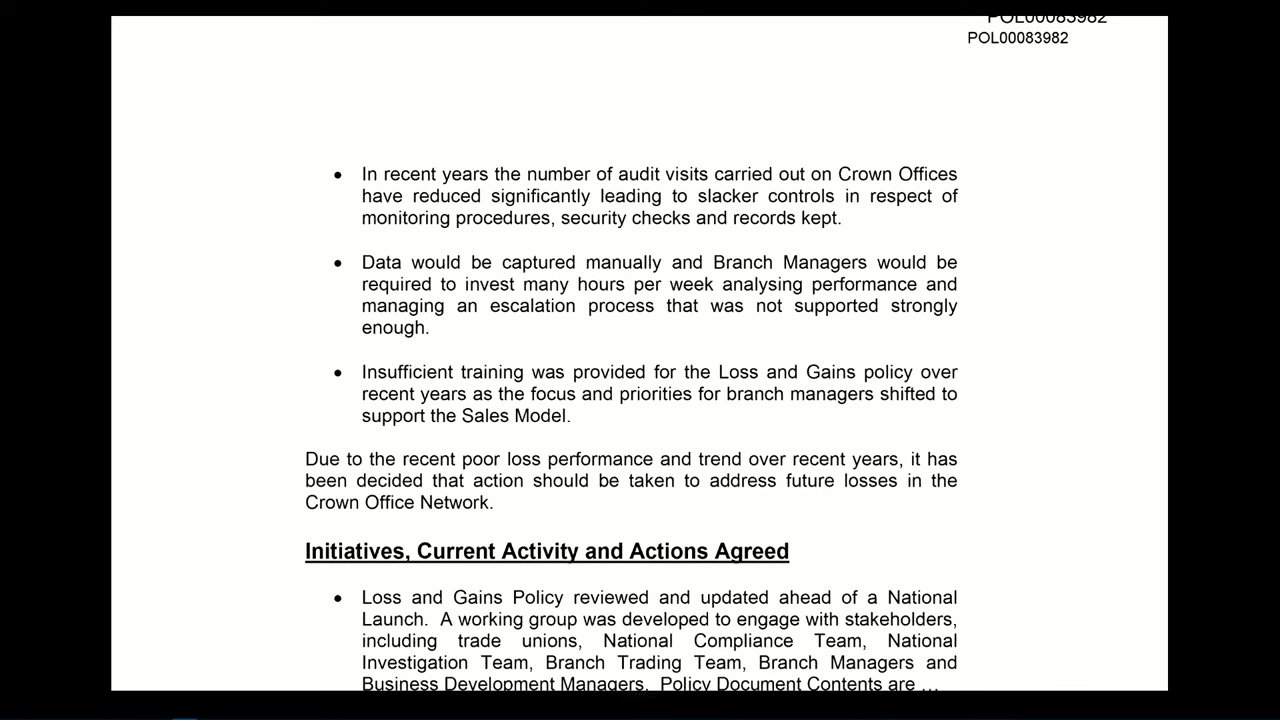 POL00083982
POL00083982
• In recent years the number of audit visits carried out on Crown Offices
have reduced significantly leading to slacker controls in respect of
monitoring procedures, security checks and records kept.
• Data would be captured manually and Branch Managers would be
required to invest many hours per week analysing performance and
managing an escalation process that was not supported strongly
enough.
• Insufficient training was provided for the Loss and Gains policy over
recent years as the focus and priorities for branch managers shifted to
support the Sales Model.
Due to the recent poor loss performance and trend over recent years, it has
been decided that action should be taken to address future losses in the
Crown Office Network.
Initiatives, Current Activity and Actions Agreed
• Loss and Gains Policy reviewed and updated ahead of a National
Launch. A working group was developed to engage with stakeholders,
including trade unions, National Compliance Team, National
Investigation Team, Branch Trading Team, Branch Managers and
Business Development Managers. Policy Document Contents are ...